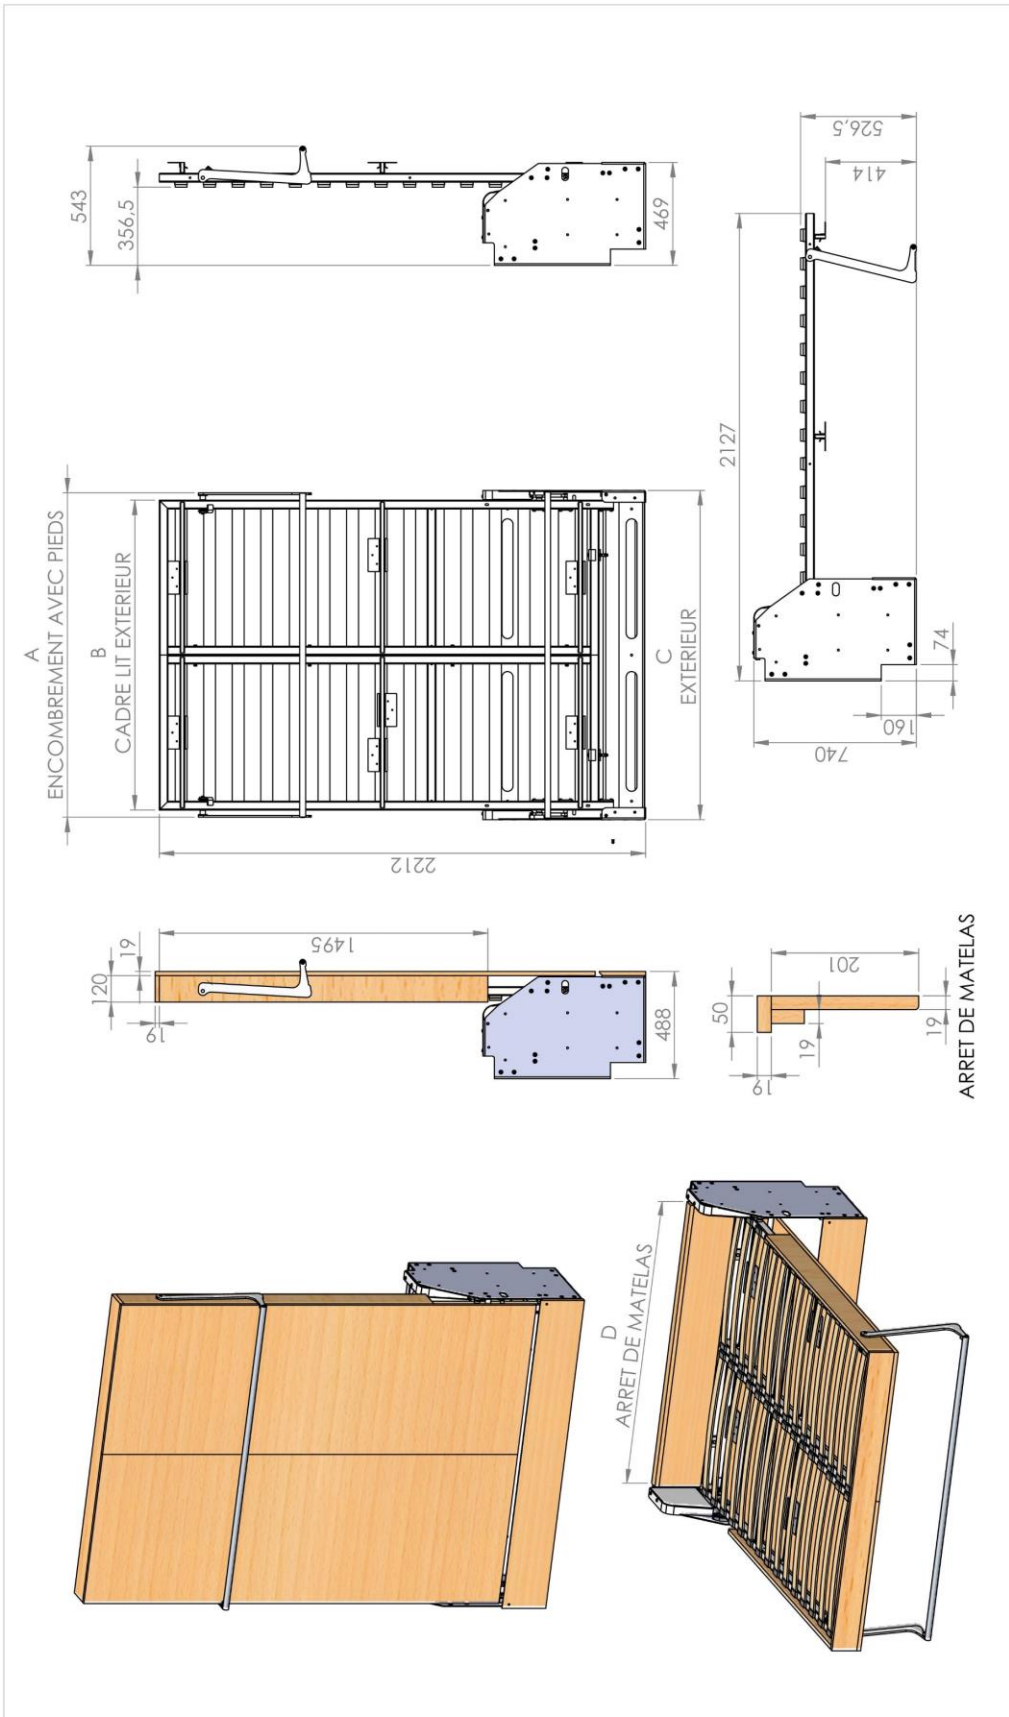 543
356,5
469
A
ENCOMBREMENT AVEC PIEDS
B
CADRE LIT EXTERIEUR
C
EXTERIEUR
2212
526,5
414
2127
74
160
740
19
120
1495
19
488
50
201
19
19
19
ARRET DE MATELAS
D
ARRET DE MATELAS